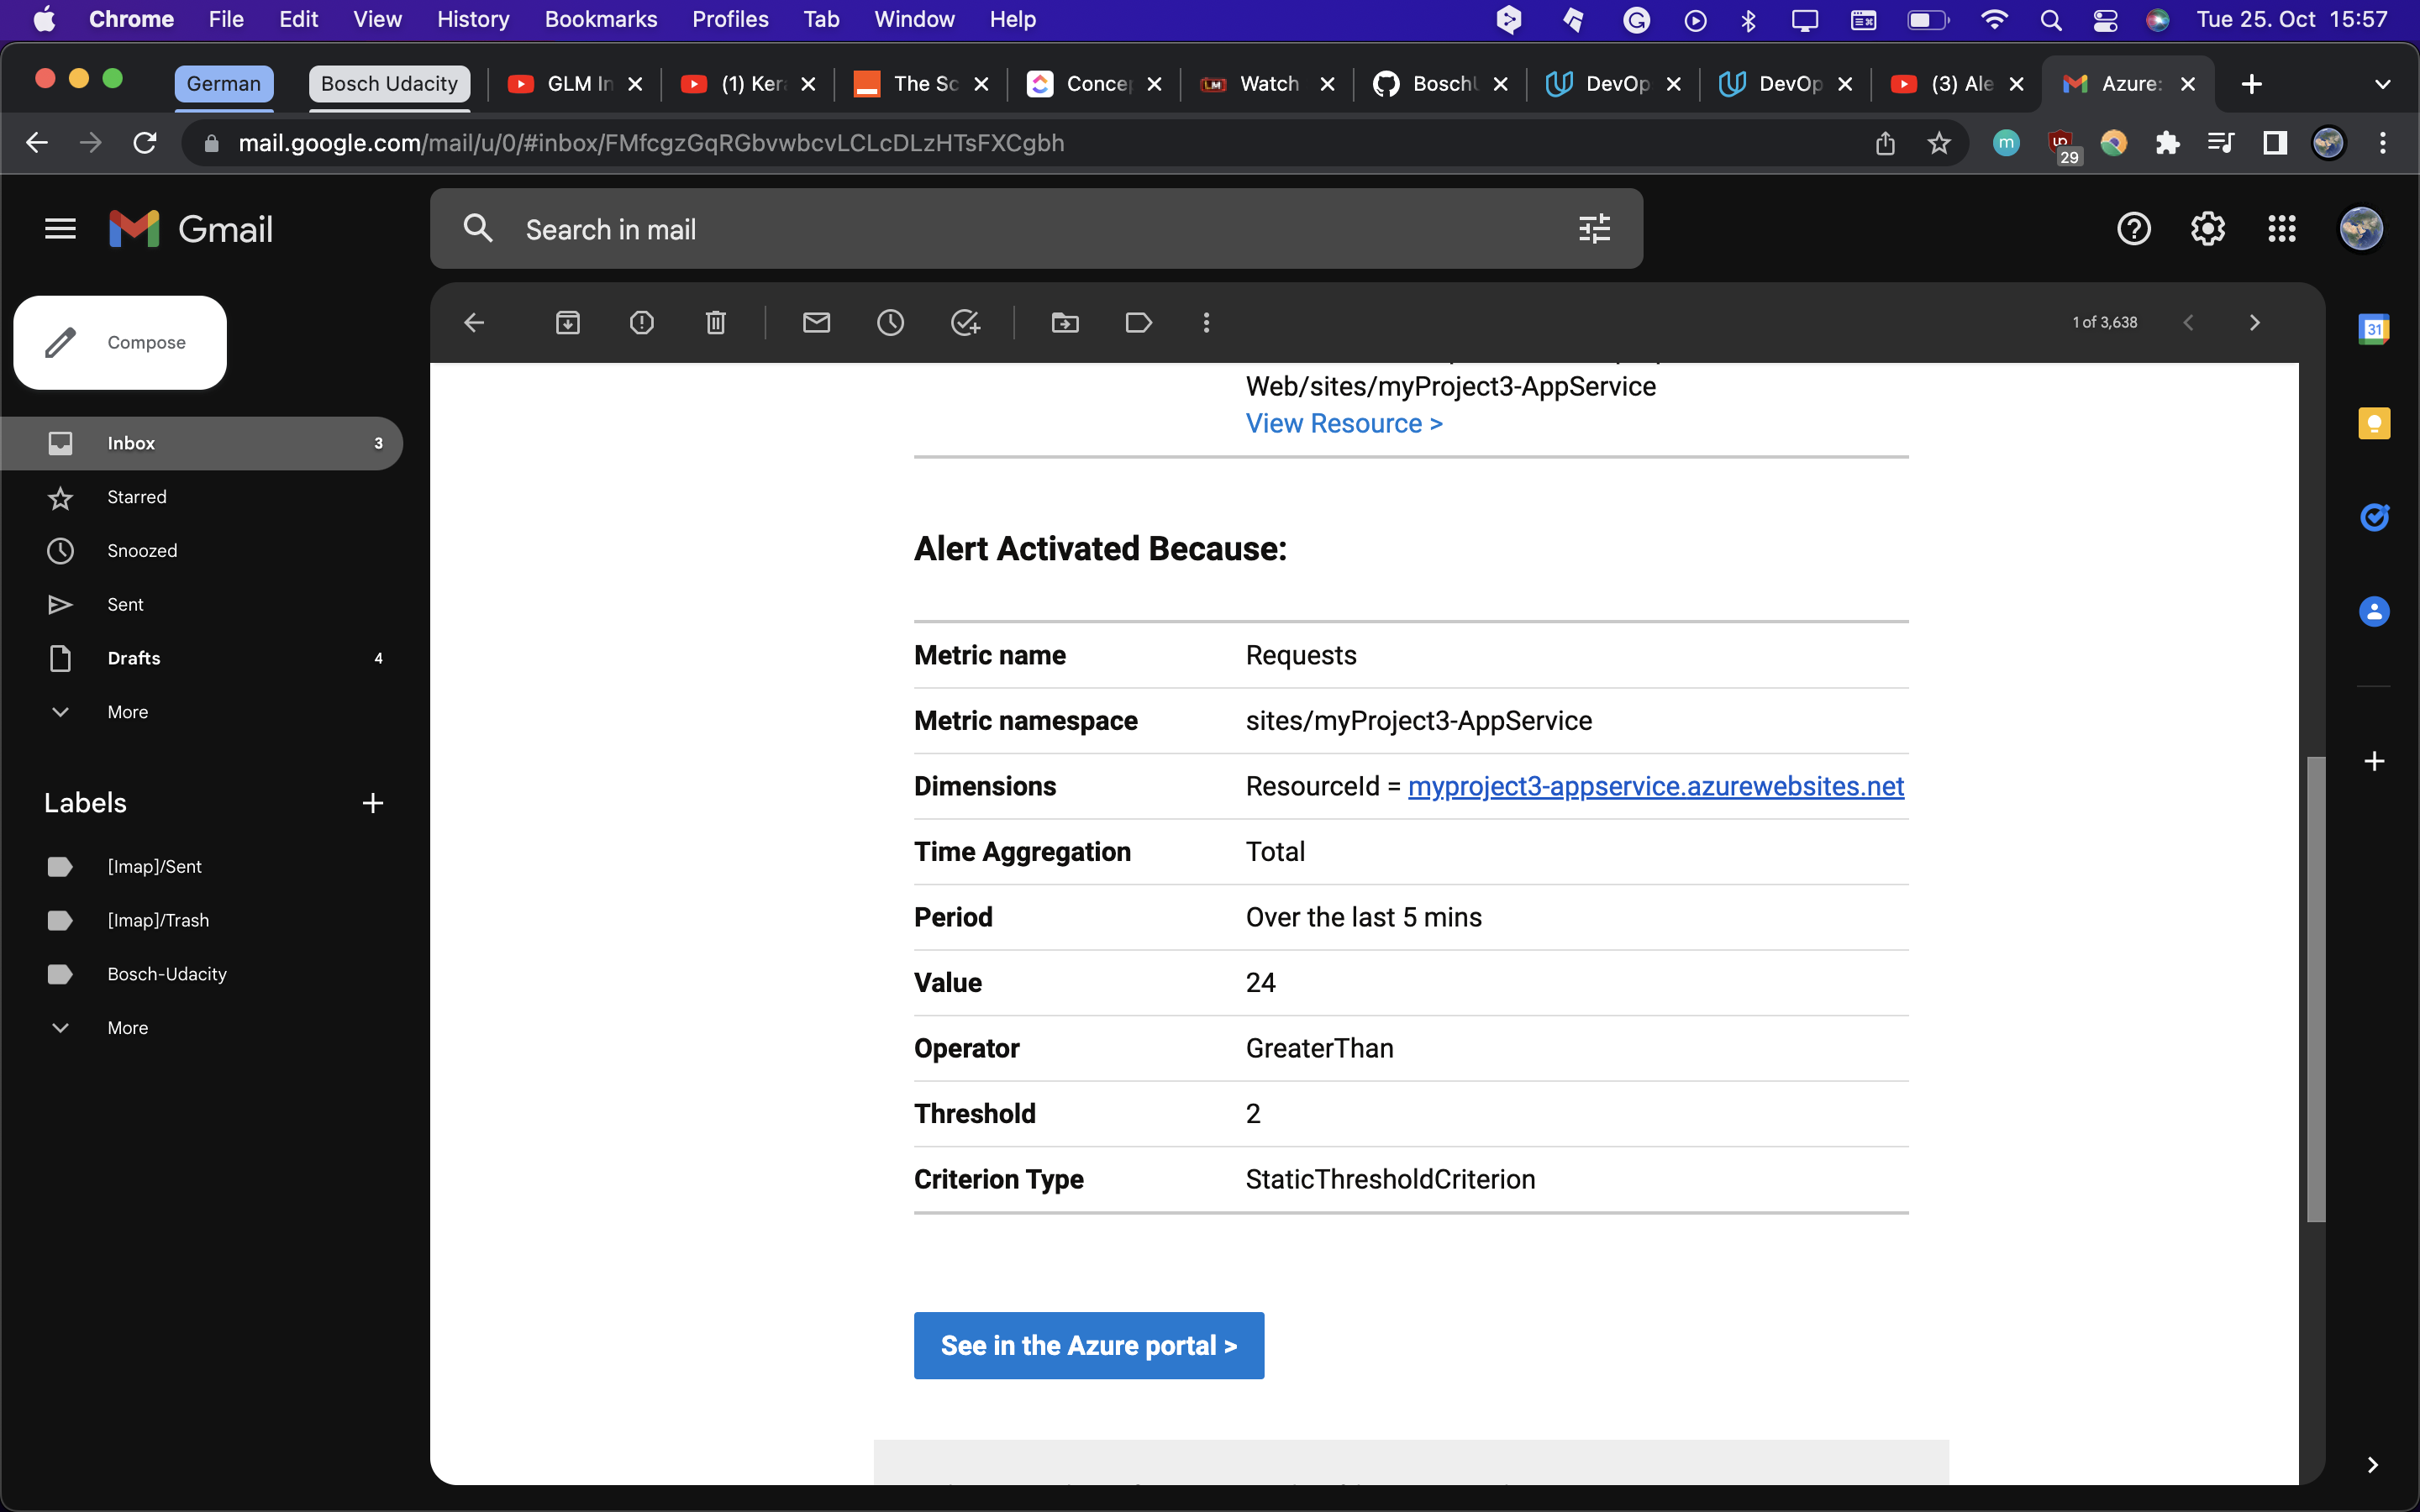 Chrome File Edit View History Bookmarks Profiles Tab Window Help Tue 25. Oct 15:57
German Bosch Udacity GLM In (1) Kera The Sc Concep Watch BoschU DevOp DevOp (3) Ale Azure:
mail.google.com/mail/u/0/#inbox/FMfcgzGqRGbvwbcvLCLcDLzHTsFXCgbh
m
29
Gmail
Search in mail
Compose
1 of 3,638
31
Inbox 3
Starred
Snoozed
Sent
Drafts 4
More
Labels
[Imap]/Sent
[Imap]/Trash
Bosch-Udacity
More
Web/sites/myProject3-AppService
View Resource >
Alert Activated Because:
Metric name Requests
Metric namespace sites/myProject3-AppService
Dimensions ResourceId = myproject3-appservice.azurewebsites.net
Time Aggregation Total
Period Over the last 5 mins
Value 24
Operator GreaterThan
Threshold 2
Criterion Type StaticThresholdCriterion
See in the Azure portal >